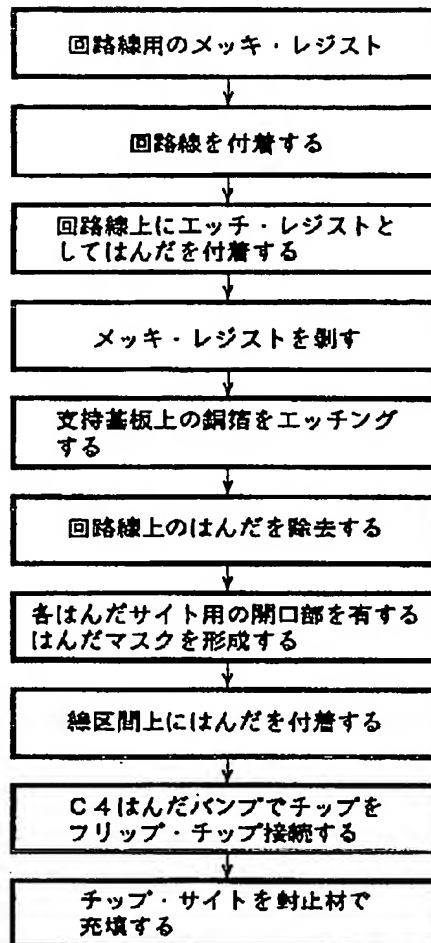 回路線用のメッキ・レジスト
回路線を付着する
回路線上にエッチ・レジストと
してはんだを付着する
メッキ・レジストを剥す
支持基板上の銅箔をエッチング
する
回路線上のはんだを除去する
各はんだサイト用の開口部を有する
はんだマスクを形成する
線区間上にはんだを付着する
C4はんだバンプでチップを
フリップ・チップ接続する
チップ・サイトを封止材で
充填する